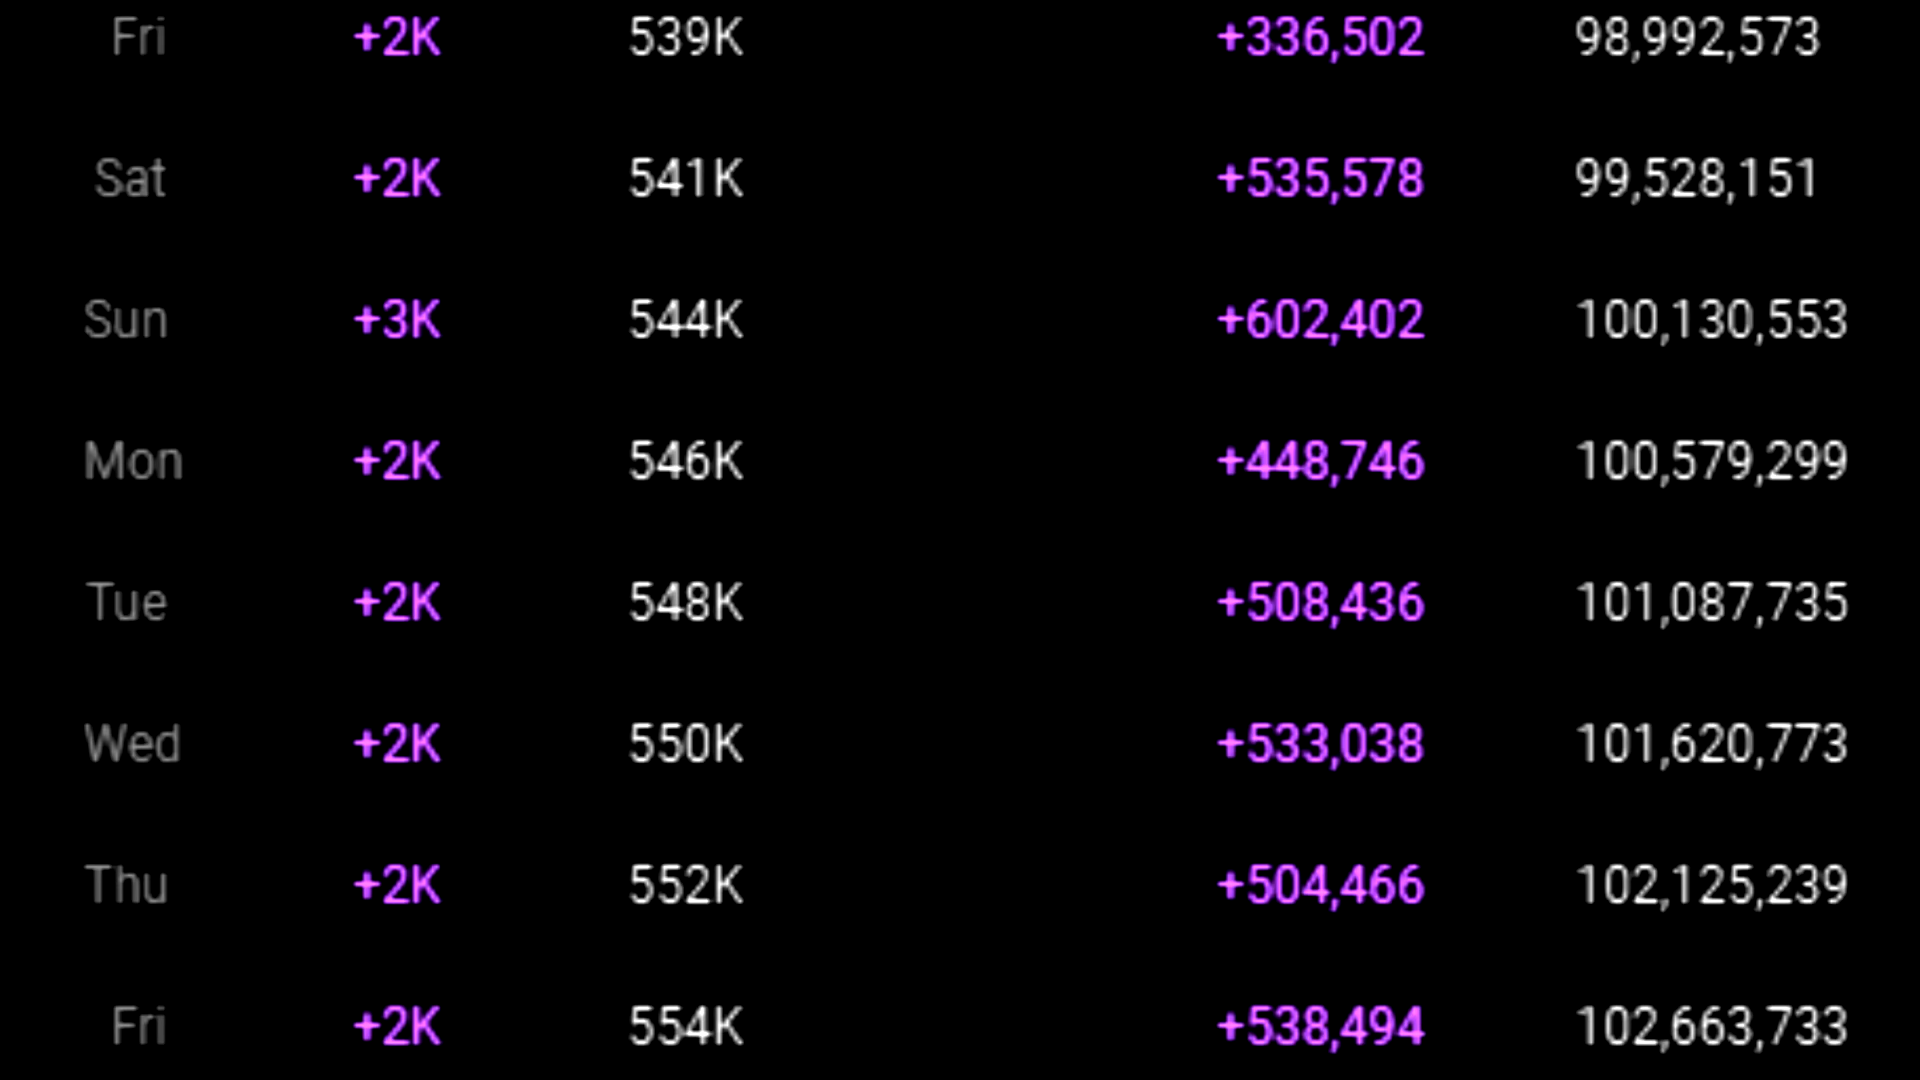 Fri +2K 539K +336,502 98,992,573
Sat +2K 541K +535,578 99,528,151
Sun +3K 544K +602,402 100,130,553
Mon +2K 546K +448,746 100,579,299
Tue +2K 548K +508,436 101,087,735
Wed +2K 550K +533,038 101,620,773
Thu +2K 552K +504,466 102,125,239
Fri +2K 554K +538,494 102,663,733